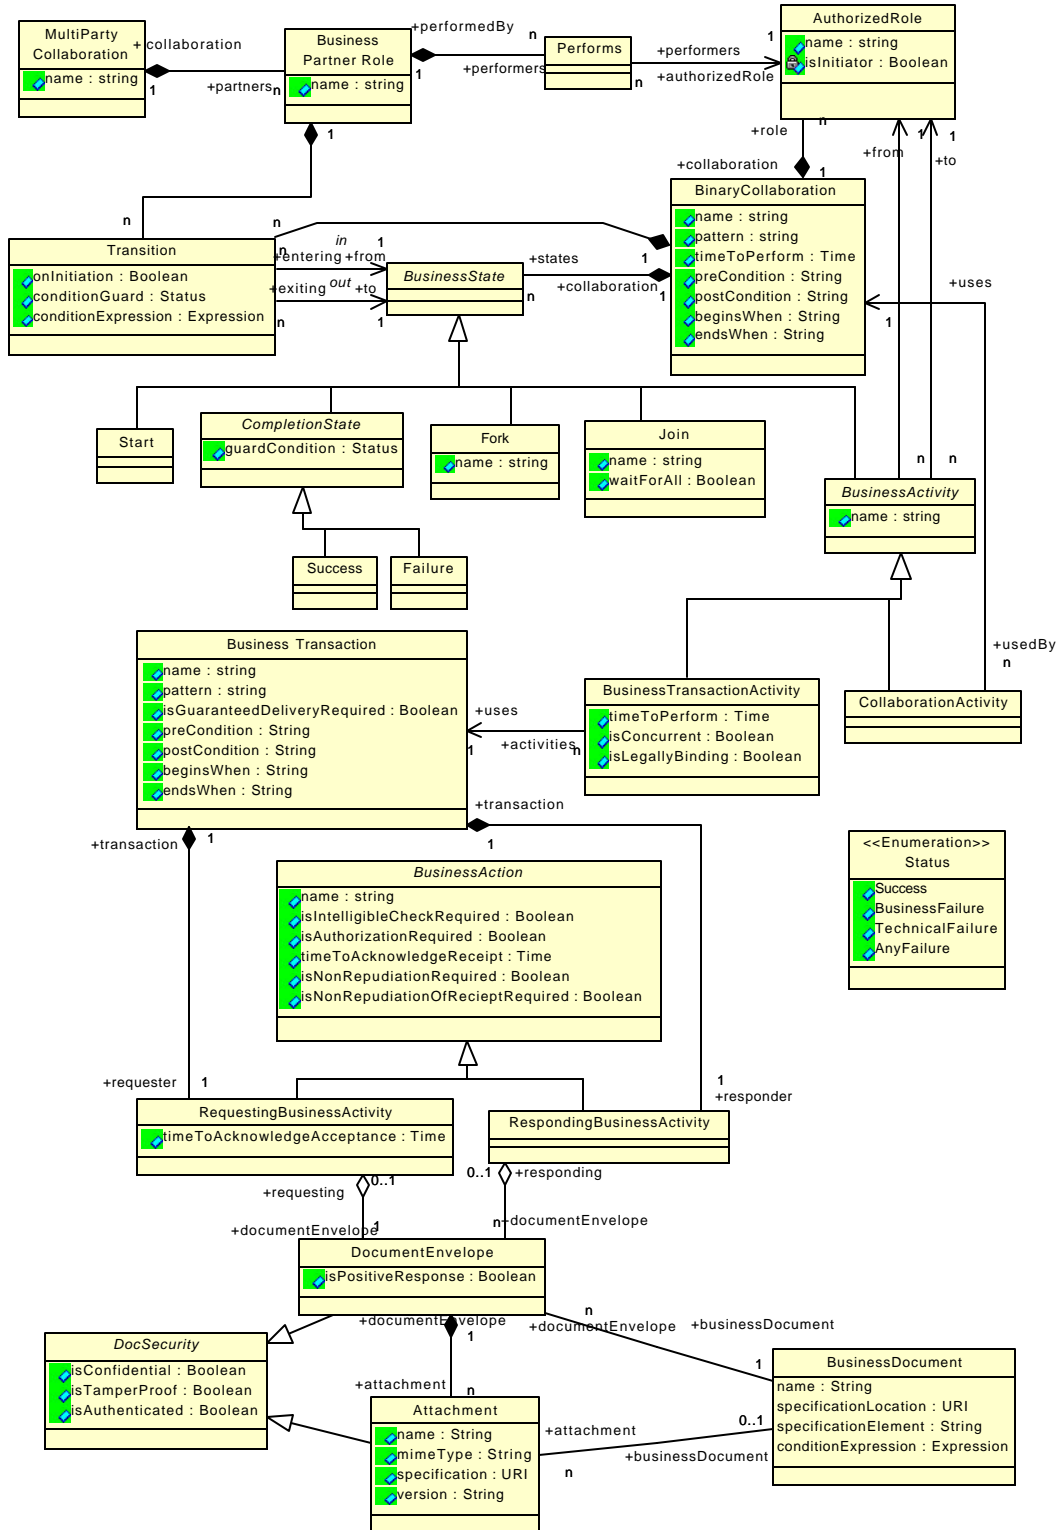 MultiParty
Collaboration
name : string
+ collaboration
1
+partners
n
Business
Partner Role
name : string
+performedBy
1
+performers
n
Performs
n
+performers
+authorizedRole
1
AuthorizedRole
name : string
isInitiator : Boolean
1
n
+role
n
+collaboration
1
+from
1
+to
1
BinaryCollaboration
name : string
pattern : string
timeToPerform : Time
preCondition : String
postCondition : String
beginsWhen : String
endsWhen : String
Transition
onInitiation : Boolean
conditionGuard : Status
conditionExpression : Expression
n
n
in
1
+entering +from
+exiting out +to
n
1
BusinessState
+states
n
+collaboration
1
1
+uses
1
Start
CompletionState
guardCondition : Status
Fork
name : string
Join
name : string
waitForAll : Boolean
n
n
BusinessActivity
name : string
Success
Failure
Business Transaction
name : string
pattern : string
isGuaranteedDeliveryRequired : Boolean
preCondition : String
postCondition : String
beginsWhen : String
endsWhen : String
+uses
1
+activities
n
BusinessTransactionActivity
timeToPerform : Time
isConcurrent : Boolean
isLegallyBinding : Boolean
+usedBy
n
CollaborationActivity
+transaction
1
+transaction
1
<<Enumeration>>
Status
Success
BusinessFailure
TechnicalFailure
AnyFailure
BusinessAction
name : string
isIntelligibleCheckRequired : Boolean
isAuthorizationRequired : Boolean
timeToAcknowledgeReceipt : Time
isNonRepudiationRequired : Boolean
isNonRepudiationOfRecieptRequired : Boolean
+requester
1
1
+responder
RequestingBusinessActivity
timeToAcknowledgeAcceptance : Time
RespondingBusinessActivity
+requesting
0..1
0..1
+responding
+documentEnvelope
1
n
+documentEnvelope
DocumentEnvelope
isPositiveResponse : Boolean
+documentEnvelope
1
n
+documentEnvelope
+businessDocument
1
DocSecurity
isConfidential : Boolean
isTamperProof : Boolean
isAuthenticated : Boolean
+attachment
n
Attachment
name : String
mimeType : String
specification : URI
version : String
+attachment
n
0..1
+businessDocument
BusinessDocument
name : String
specificationLocation : URI
specificationElement : String
conditionExpression : Expression